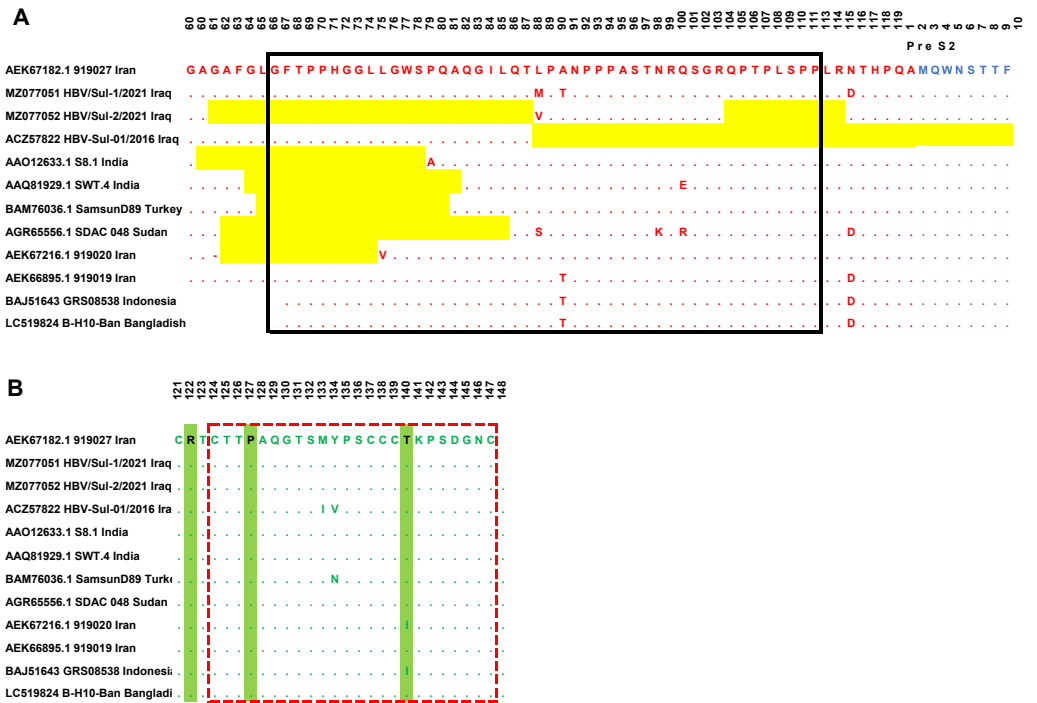 A
60 60 61 62 63 64 65 66 67 68 69 70 71 72 73 74 75 76 77 78 79 80 81 82 83 84 85 86 87 88 89 90 91 92 93 94 95 96 97 98 99 100 101 102 103 104 105 106 107 108 109 110 111 113 114 115 116 117 118 119 1 2 3 4 5 6 7 8 9 10
Pre S2
AEK67182.1 919027 Iran G A G A F G L G F T P P H G G L L G W S P Q A Q G I L Q T L P A N P P P A S T N R Q S G R Q P T P L S P P L R N T H P Q A M Q W N S T T F
MZ077051 HBV/Sul-1/2021 Iraq . . . . . . . . . . . . . . . . . . . . . . . . . . . . . M . T . . . . . . . . . . . . . . . . . . . . . . . D . . . . . . . . . . . . .
MZ077052 HBV/Sul-2/2021 Iraq . . V . . . . . . . . . . . . . . . . . . . . . . . . . . . . .
ACZ57822 HBV-Sul-01/2016 Iraq . . . . . . . . . . . . . . . . . . . . . . . . . . . . .
AAO12633.1 S8.1 India . A . . . . . . . . . . . . . . . . . . . . . . . . . . . . . . . . . . . . . . . . . . . . . . . .
AAQ81929.1 SWT.4 India . . . . . . . . . . . . . . . . . . . . . . . E . . . . . . . . . . . . . . . . . . . . . . . . . . .
BAM76036.1 SamsunD89 Turkey . . . . . . . . . . . . . . . . . . . . . . . . . . . . . . . . . . . . . . . . . . . . . . . . . . . . .
AGR65556.1 SDAC 048 Sudan . . . . . S . . . . . . . . . K . R . . . . . . . . . . . . . D . . . . . . . . . . . . .
AEK67216.1 919020 Iran . . - V . . . . . . . . . . . . . . . . . . . . . . . . . . . . . . . . . . . . . . . . . . . . . . . . . . . .
AEK66895.1 919019 Iran . . . . . . . . . . . . . . . . . . . . . . . . . . . . . . . T . . . . . . . . . . . . . . . . . . . . . . . D . . . . . . . . . . . . .
BAJ51643 GRS08538 Indonesia . . . . . . . . . . . . . . . . . . . . . . . T . . . . . . . . . . . . . . . . . . . . . . . D . . . . . . . . . . . . .
LC519824 B-H10-Ban Bangladish . . . . . . . . . . . . . . . . . . . . . . . T . . . . . . . . . . . . . . . . . . . . . . . D . . . . . . . . . . . . .
B
121 122 123 124 125 126 127 128 129 130 131 132 133 134 135 136 137 138 139 140 141 142 143 144 145 146 147 148
AEK67182.1 919027 Iran C R T C T T P A Q G T S M Y P S C C C T K P S D G N C
MZ077051 HBV/Sul-1/2021 Iraq . . . . . . . . . . . . . . . . . . . . . . . . . . . .
MZ077052 HBV/Sul-2/2021 Iraq . . . . . . . . . . . . . . . . . . . . . . . . . . . .
ACZ57822 HBV-Sul-01/2016 Ira . . . . . . . . . . . . I V . . . . . . . . . . . . . .
AAO12633.1 S8.1 India . . . . . . . . . . . . . . . . . . . . . . . . . . . .
AAQ81929.1 SWT.4 India . . . . . . . . . . . . . . . . . . . . . . . . . . . .
BAM76036.1 SamsunD89 Turk . . . . . . . . . . . . . N . . . . . . . . . . . . . .
AGR65556.1 SDAC 048 Sudan . . . . . . . . . . . . . . . . . . . . . . . . . . . .
AEK67216.1 919020 Iran . . . . . . . . . . . . . . . . . . . I . . . . . . . .
AEK66895.1 919019 Iran . . . . . . . . . . . . . . . . . . . . . . . . . . . .
BAJ51643 GRS08538 Indonesi . . . . . . . . . . . . . . . . . . . I . . . . . . . .
LC519824 B-H10-Ban Bangladi . . . . . . . . . . . . . . . . . . . . . . . . . . . .